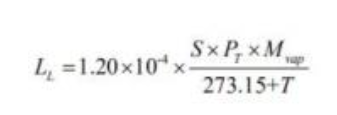 L_L = 1.20×10⁻⁴ × (S × P_T × M_vap) / (273.15+T)